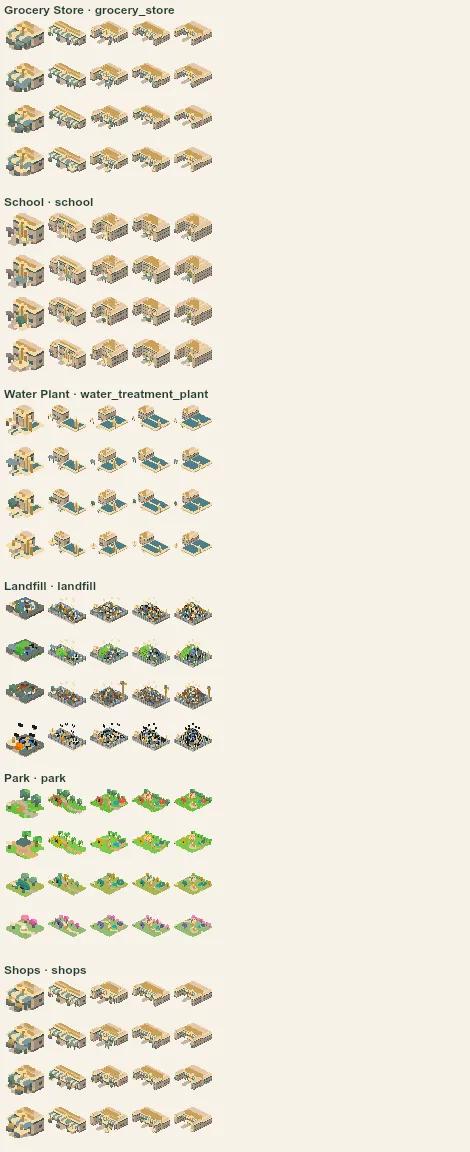 Grocery Store · grocery_store
School · school
Water Plant · water_treatment_plant
Landfill · landfill
Park · park
Shops · shops